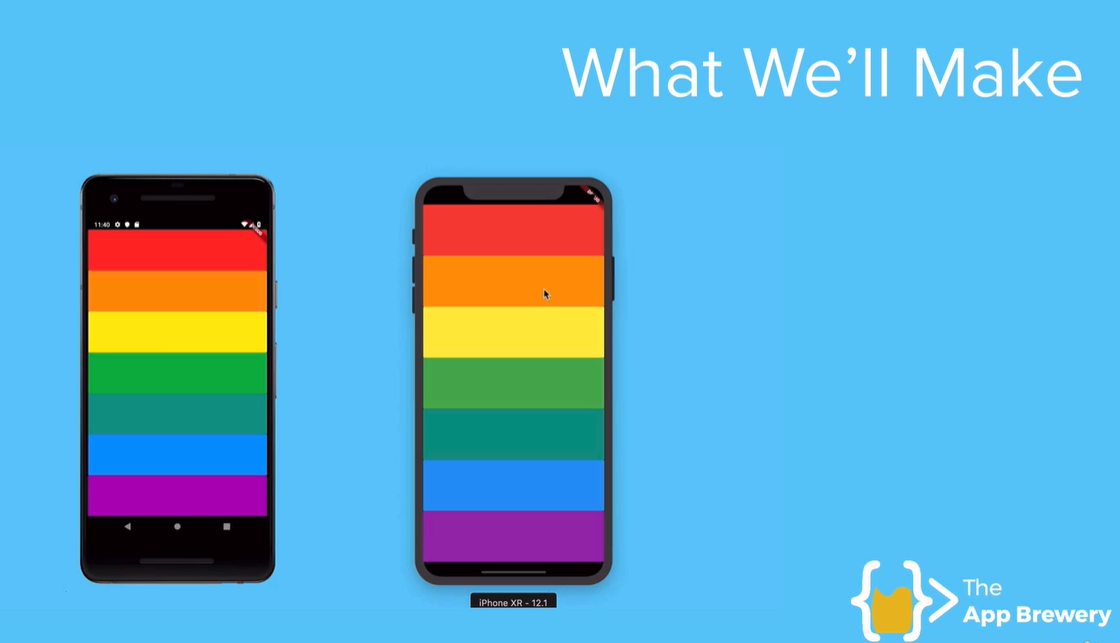 What We’ll Make
11:40
iPhone XR - 12.1
The
App Brewery